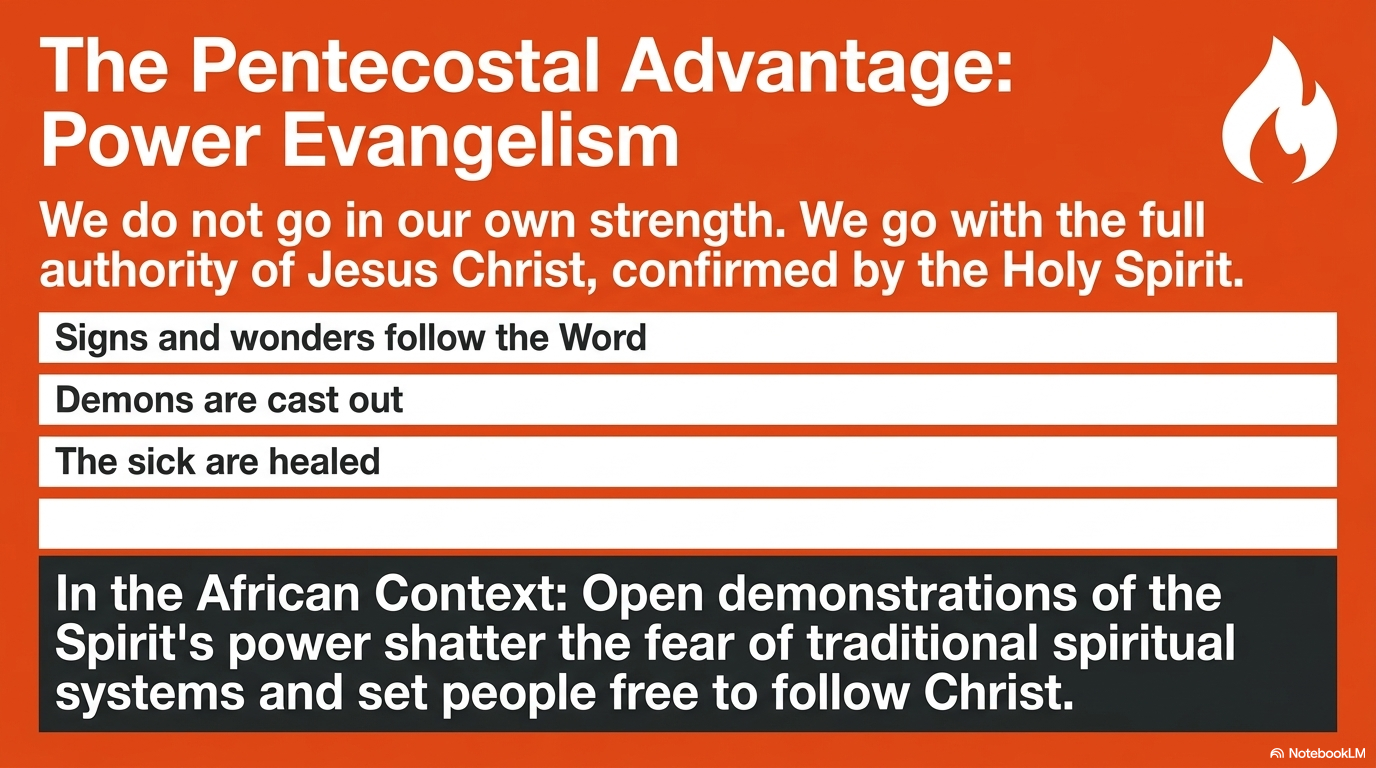 The Pentecostal Advantage:
Power Evangelism
We do not go in our own strength. We go with the full
authority of Jesus Christ, confirmed by the Holy Spirit.
Signs and wonders follow the Word
Demons are cast out
The sick are healed
In the African Context: Open demonstrations of the
Spirit's power shatter the fear of traditional spiritual
systems and set people free to follow Christ.
NotebookLM